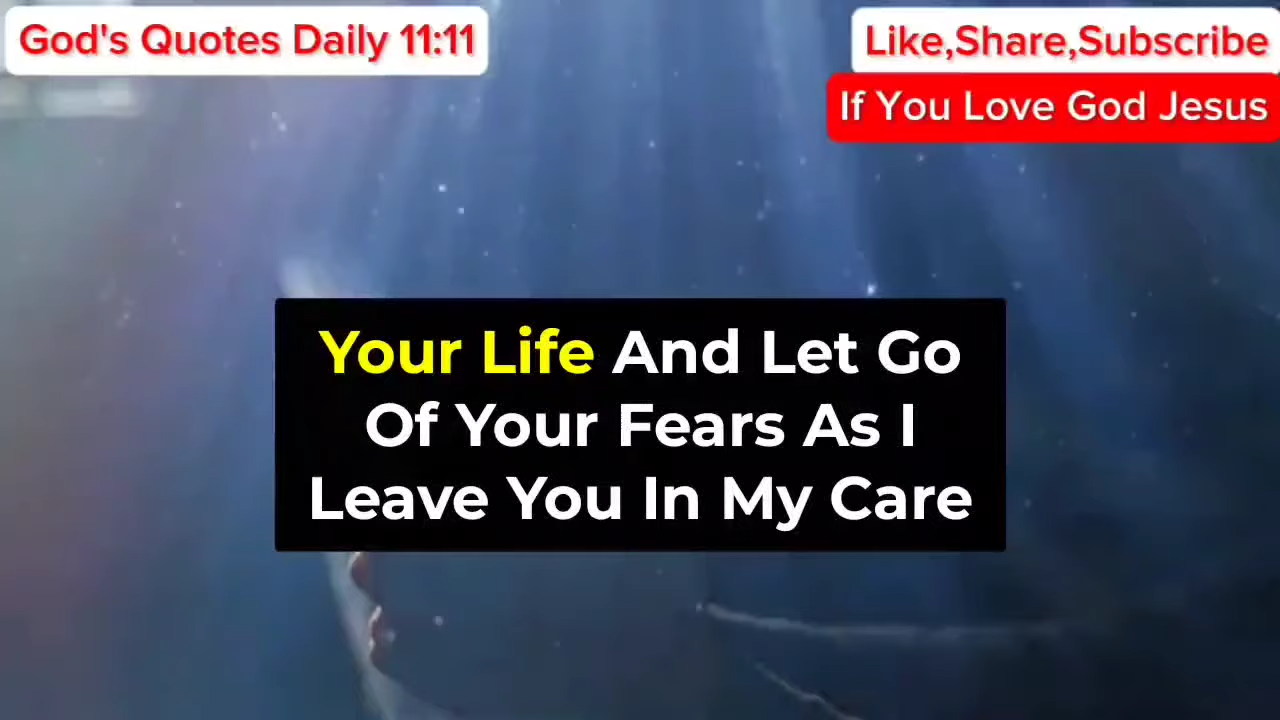 God's Quotes Daily 11:11
Like,Share,Subscribe
If You Love God Jesus
Your Life And Let Go
Of Your Fears As I
Leave You In My Care